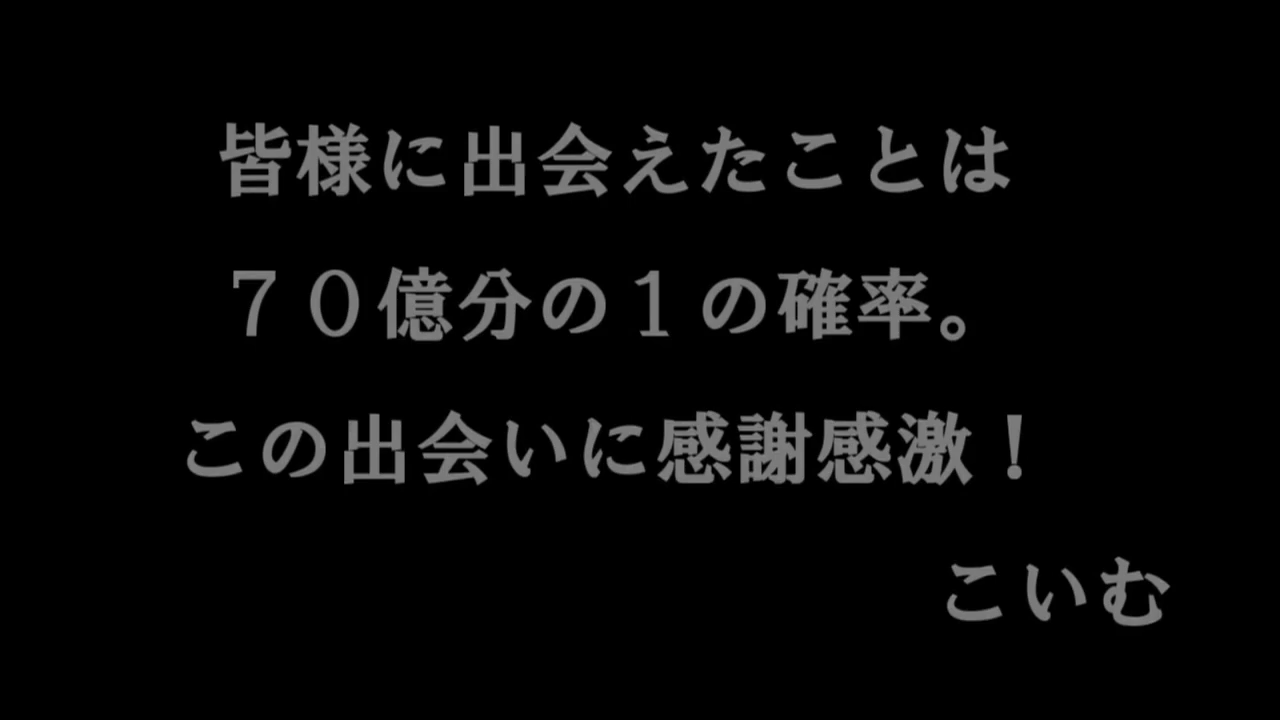 皆様に出会えたことは
７０億分の１の確率。
この出会いに感謝感激！
こいむ